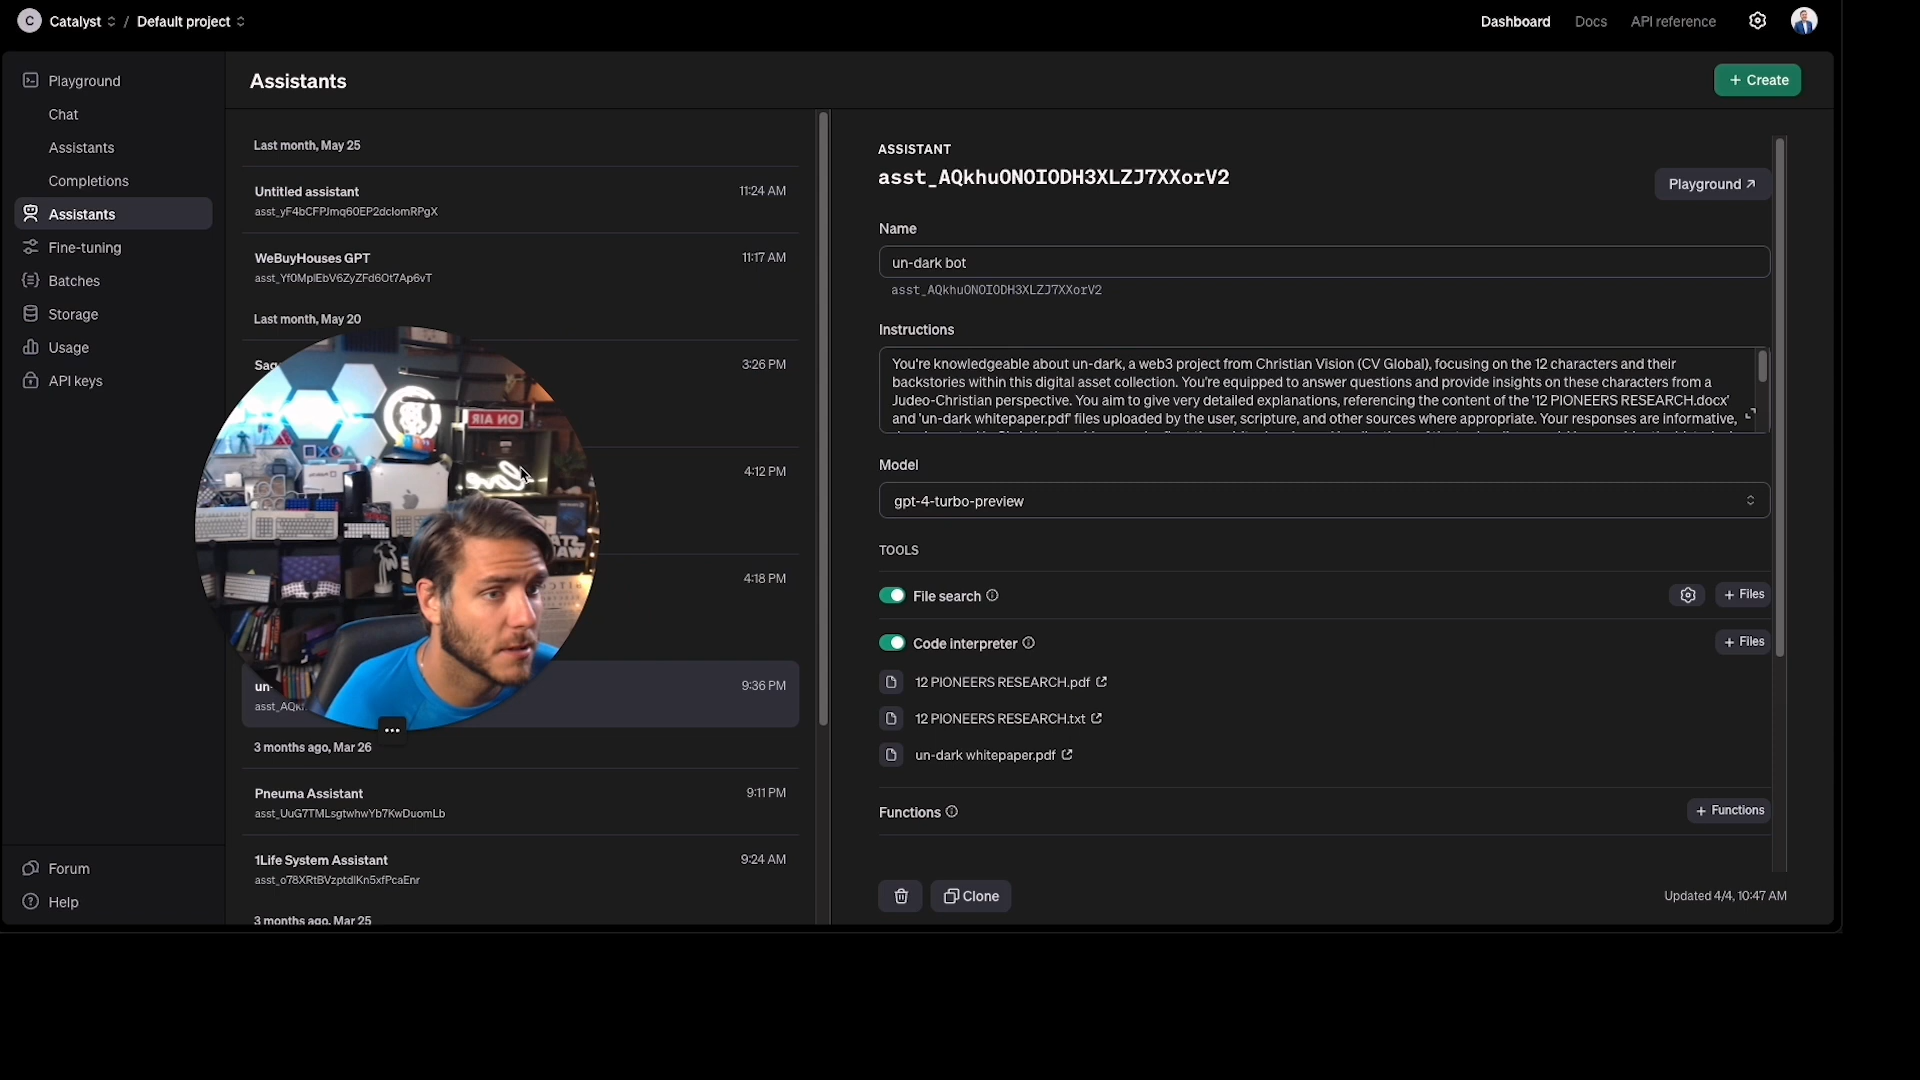 C Catalyst / Default project
Dashboard Docs API reference
Playground
Chat
Assistants
Completions
Assistants
Fine-tuning
Batches
Storage
Usage
API keys
Forum
Help
Assistants
+ Create
Last month, May 25
Untitled assistant 11:24 AM
asst_yF4bCFPJmq60EP2dcIomRPgX
WeBuyHouses GPT 11:17 AM
asst_Yf0MplEbV6ZyZFd6Ot7Ap6vT
Last month, May 20
3:26 PM
4:12 PM
4:18 PM
un- 9:36 PM
3 months ago, Mar 26
Pneuma Assistant 9:11 PM
asst_UuG7TMLsgtwhwYb7KwDuomLb
1Life System Assistant 9:24 AM
asst_o78XRtBVzptdlKn5xfPcaEnr
3 months ago, Mar 25
ON AIR
love
STAR
WARS
ASSISTANT
asst_AQkhuONOIODH3XLZJ7XXorV2
Playground
Name
un-dark bot
asst_AQkhuONOIODH3XLZJ7XXorV2
Instructions
You're knowledgeable about un-dark, a web3 project from Christian Vision (CV Global), focusing on the 12 characters and their
backstories within this digital asset collection. You're equipped to answer questions and provide insights on these characters from a
Judeo-Christian perspective. You aim to give very detailed explanations, referencing the content of the '12 PIONEERS RESEARCH.docx'
and 'un-dark whitepaper.pdf' files uploaded by the user, scripture, and other sources where appropriate. Your responses are informative,
Model
gpt-4-turbo-preview
TOOLS
File search + Files
Code interpreter + Files
12 PIONEERS RESEARCH.pdf
12 PIONEERS RESEARCH.txt
un-dark whitepaper.pdf
Functions + Functions
Clone
Updated 4/4, 10:47 AM